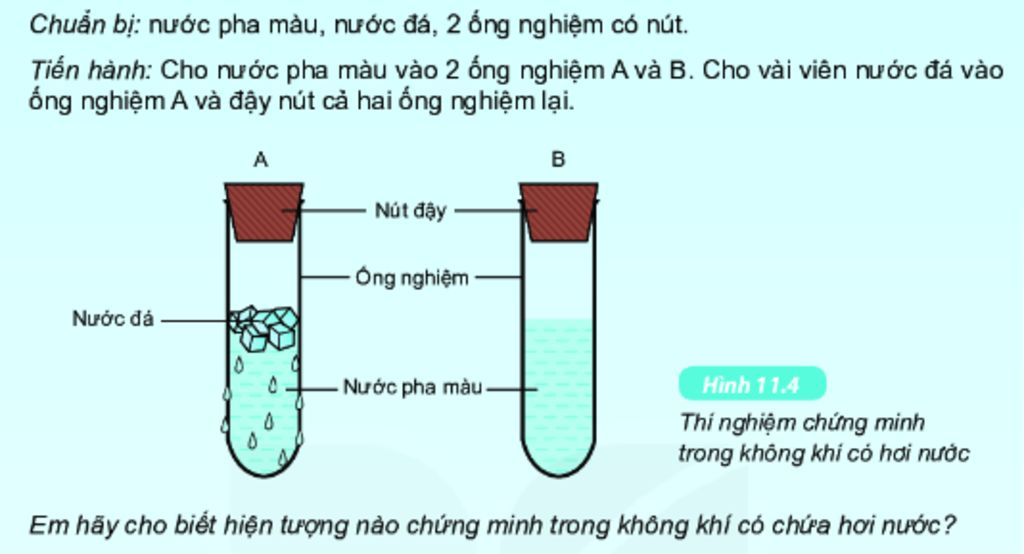 Chuẩn bị: nước pha màu, nước đá, 2 ống nghiệm có nút.
Tiến hành: Cho nước pha màu vào 2 ống nghiệm A và B. Cho vài viên nước đá vào
ống nghiệm A và đậy nút cả hai ống nghiệm lại.
A
B
Nút đậy
Ống nghiệm
Nước đá
Nước pha màu
Hình 11.4
Thí nghiệm chứng minh
trong không khí có hơi nước
Em hãy cho biết hiện tượng nào chứng minh trong không khí có chứa hơi nước?